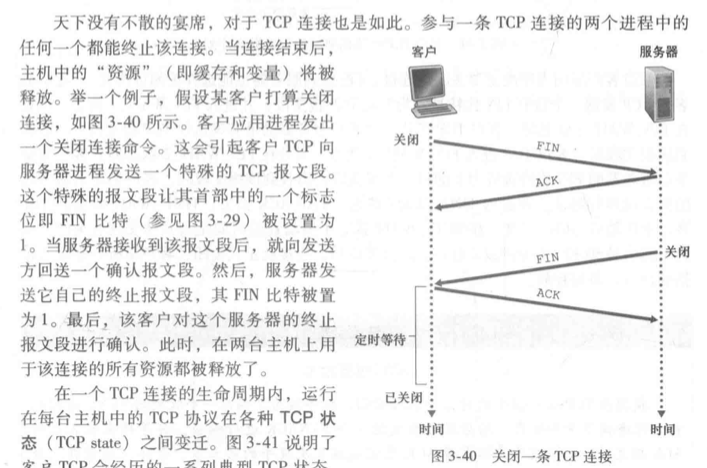 天下没有不散的宴席，对于 TCP 连接也是如此。参与一条 TCP 连接的两个进程中的
任何一个都能终止该连接。当连接结束后，
主机中的“资源”（即缓存和变量）将被
释放。举一个例子，假设某客户打算关闭
连接，如图 3-40 所示。客户应用进程发出
一个关闭连接命令。这会引起客户 TCP 向
服务器进程发送一个特殊的 TCP 报文段。
这个特殊的报文段让其首部中的一个标志
位即 FIN 比特（参见图 3-29）被设置为
1。当服务器接收到该报文段后，就向发送
方回送一个确认报文段。然后，服务器发
送它自己的终止报文段，其 FIN 比特被置
为 1。最后，该客户对这个服务器的终止
报文段进行确认。此时，在两台主机上用
于该连接的所有资源都被释放了。
在一个 TCP 连接的生命周期内，运行
在每台主机中的 TCP 协议在各种 TCP 状
态（TCP state）之间变迁。图 3-41 说明了
客户 TCP 会经历的一系列典型 TCP 状态
客户
服务器
关闭
FIN
ACK
关闭
FIN
ACK
定时等待
已关闭
时间
时间
图 3-40 关闭一条 TCP 连接